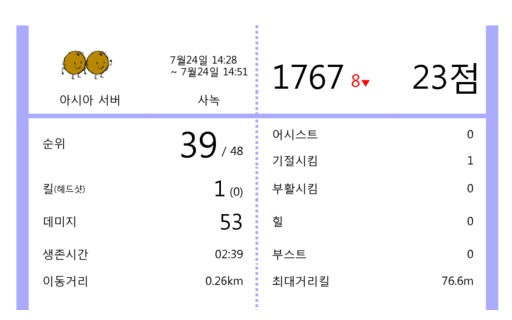 7월24일 14:28
~ 7월24일 14:51
아시아 서버
사녹
1767 8▼
23점
순위 39 / 48
킬(헤드샷) 1 (0)
데미지 53
생존시간 02:39
이동거리 0.26km
어시스트 0
기절시킴 1
부활시킴 0
힐 0
부스트 0
최대거리킬 76.6m